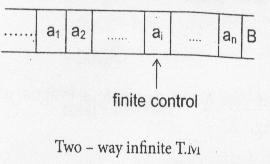 ...... a1 a2 ...... ai .... an B
finite control
Two – way infinite T.M